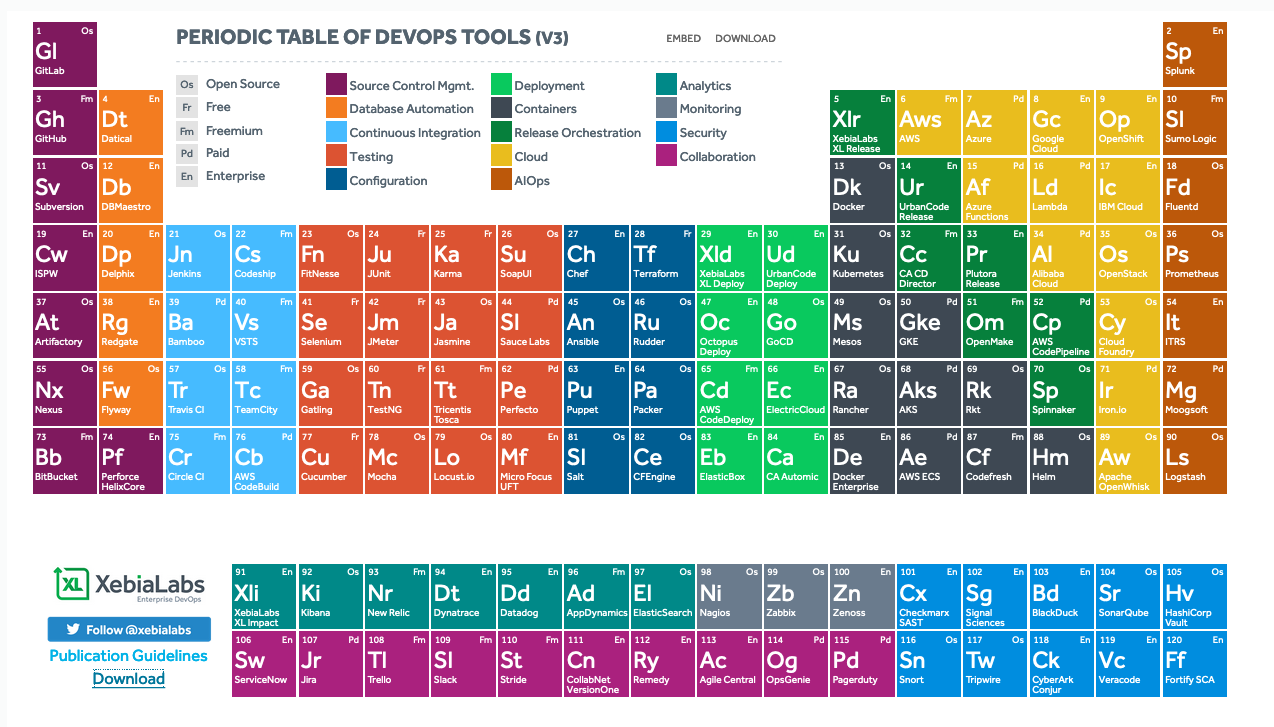 PERIODIC TABLE OF DEVOPS TOOLS (V3)
EMBED DOWNLOAD
Os Open Source
Fr Free
Fm Freemium
Pd Paid
En Enterprise
Source Control Mgmt.
Database Automation
Continuous Integration
Testing
Configuration
Deployment
Containers
Release Orchestration
Cloud
AIOps
Analytics
Monitoring
Security
Collaboration
1 Os
Gl
GitLab
2 En
Sp
Splunk
3 Fm
Gh
GitHub
4 En
Dt
Datical
5 En
Xlr
XebiaLabs
XL Release
6 Fm
Aws
AWS
7 Pd
Az
Azure
8 En
Gc
Google
Cloud
9 En
Op
OpenShift
10 Fm
Sl
Sumo Logic
11 Os
Sv
Subversion
12 En
Db
DBMaestro
13 Os
Dk
Docker
14 En
Ur
UrbanCode
Release
15 Pd
Af
Azure
Functions
16 Pd
Ld
Lambda
17 En
Ic
IBM Cloud
18 Os
Fd
Fluentd
19 En
Cw
ISPW
20 En
Dp
Delphix
21 Os
Jn
Jenkins
22 Fm
Cs
Codeship
23 Os
Fn
FitNesse
24 Fr
Ju
JUnit
25 Fr
Ka
Karma
26 Os
Su
SoapUI
27 En
Ch
Chef
28 Fr
Tf
Terraform
29 En
Xld
XebiaLabs
XL Deploy
30 En
Ud
UrbanCode
Deploy
31 Os
Ku
Kubernetes
32 Fm
Cc
CA CD
Director
33 En
Pr
Plutora
Release
34 Pd
Al
Alibaba
Cloud
35 Os
Os
OpenStack
36 Os
Ps
Prometheus
37 Os
At
Artifactory
38 En
Rg
Redgate
39 Pd
Ba
Bamboo
40 Fm
Vs
VSTS
41 Fr
Se
Selenium
42 Fr
Jm
JMeter
43 Os
Ja
Jasmine
44 Pd
Sl
Sauce Labs
45 Os
An
Ansible
46 Os
Ru
Rudder
47 En
Oc
Octopus
Deploy
48 Os
Go
GoCD
49 Os
Ms
Mesos
50 Pd
Gke
GKE
51 Fm
Om
OpenMake
52 Pd
Cp
AWS
CodePipeline
53 Os
Cy
Cloud
Foundry
54 En
It
ITRS
55 Os
Nx
Nexus
56 Os
Fw
Flyway
57 Os
Tr
Travis CI
58 Fm
Tc
TeamCity
59 Os
Ga
Gatling
60 Fr
Tn
TestNG
61 Fm
Tt
Tricentis
Tosca
62 Pd
Pe
Perfecto
63 En
Pu
Puppet
64 Os
Pa
Packer
65 Fm
Cd
AWS
CodeDeploy
66 En
Ec
ElectricCloud
67 Os
Ra
Rancher
68 Pd
Aks
AKS
69 Os
Rk
Rkt
70 Os
Sp
Spinnaker
71 Pd
Ir
Iron.io
72 Pd
Mg
Moogsoft
73 Fm
Bb
BitBucket
74 En
Pf
Perforce
HelixCore
75 Fm
Cr
Circle CI
76 Pd
Cb
AWS
CodeBuild
77 Fr
Cu
Cucumber
78 Os
Mc
Mocha
79 Os
Lo
Locust.io
80 En
Mf
Micro Focus
UFT
81 Os
Sl
Salt
82 Os
Ce
CFEngine
83 En
Eb
ElasticBox
84 En
Ca
CA Automic
85 En
De
Docker
Enterprise
86 Pd
Ae
AWS ECS
87 Fm
Cf
Codefresh
88 Os
Hm
Helm
89 Os
Aw
Apache
OpenWhisk
90 Os
Ls
Logstash
XL XebiaLabs
Enterprise DevOps
Follow @xebialabs
Publication Guidelines
Download
91 En
Xli
XebiaLabs
XL Impact
92 Os
Ki
Kibana
93 Fm
Nr
New Relic
94 En
Dt
Dynatrace
95 En
Dd
Datadog
96 Fm
Ad
AppDynamics
97 Os
El
ElasticSearch
98 Os
Ni
Nagios
99 Os
Zb
Zabbix
100 En
Zn
Zenoss
101 En
Cx
Checkmarx
SAST
102 En
Sg
Signal
Sciences
103 En
Bd
BlackDuck
104 Os
Sr
SonarQube
105 Os
Hv
HashiCorp
Vault
106 En
Sw
ServiceNow
107 Pd
Jr
Jira
108 Fm
Tl
Trello
109 Fm
Sl
Slack
110 Fm
St
Stride
111 En
Cn
CollabNet
VersionOne
112 En
Ry
Remedy
113 En
Ac
Agile Central
114 Pd
Og
OpsGenie
115 Pd
Pd
Pagerduty
116 Os
Sn
Snort
117 Os
Tw
Tripwire
118 En
Ck
CyberArk
Conjur
119 En
Vc
Veracode
120 En
Ff
Fortify SCA